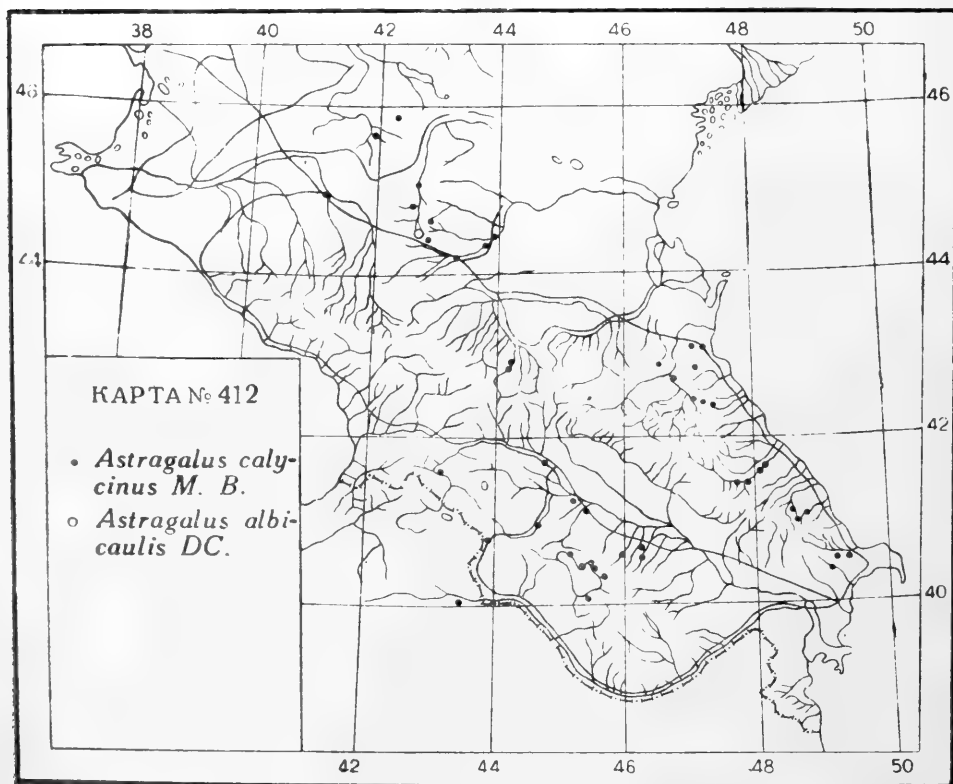 38 40 42 44 46 48 50
46 46
44 44
КАРТА № 412
• Astragalus caly-
cinus M. B.
○ Astragalus albi-
caulis DC.
42
40
42 44 46 48 50